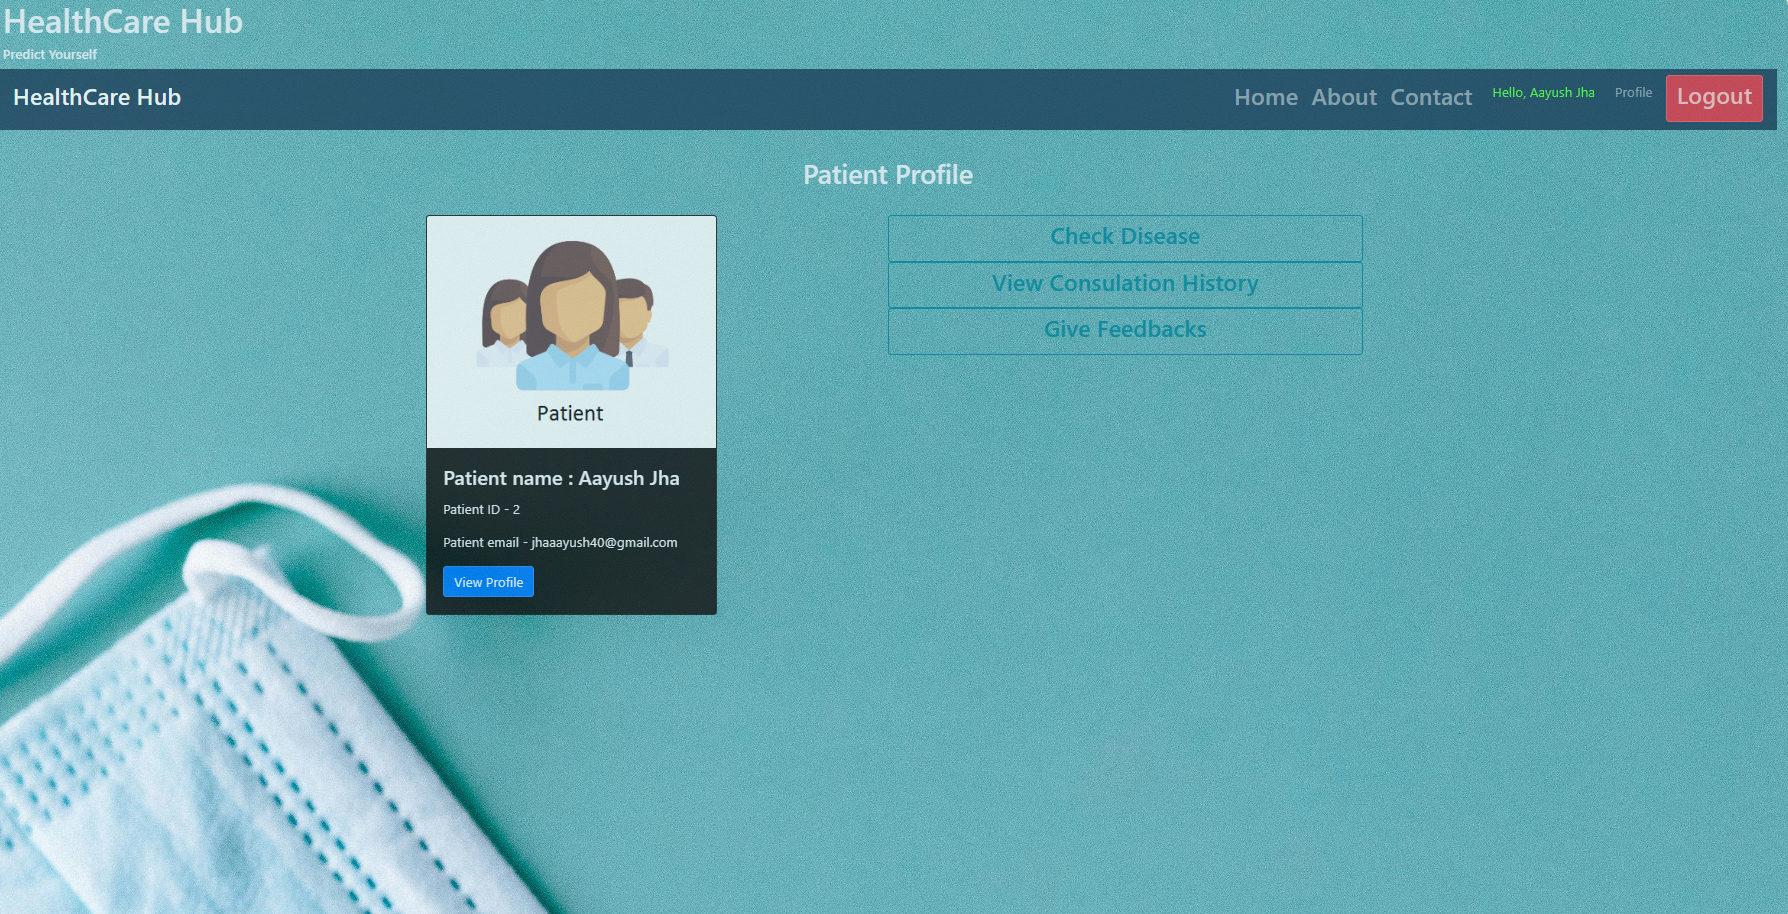 HealthCare Hub
Predict Yourself
HealthCare Hub
Home About Contact Hello, Aayush Jha Profile Logout
Patient Profile
Patient
Patient name : Aayush Jha
Patient ID - 2
Patient email - jhaaayush40@gmail.com
View Profile
Check Disease
View Consulation History
Give Feedbacks